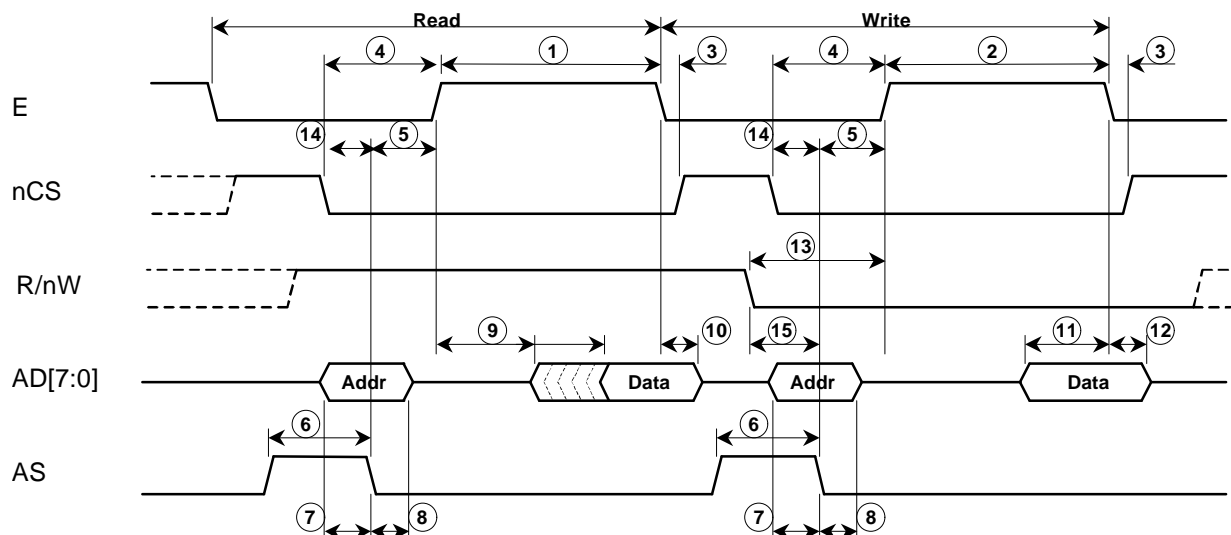 Read Write
4 1 3 4 2 3
E
14 5 14 5
nCS
13
R/nW
9 10 15 11 12
AD[7:0] Addr Data Addr Data
6 6
AS
7 8 7 8